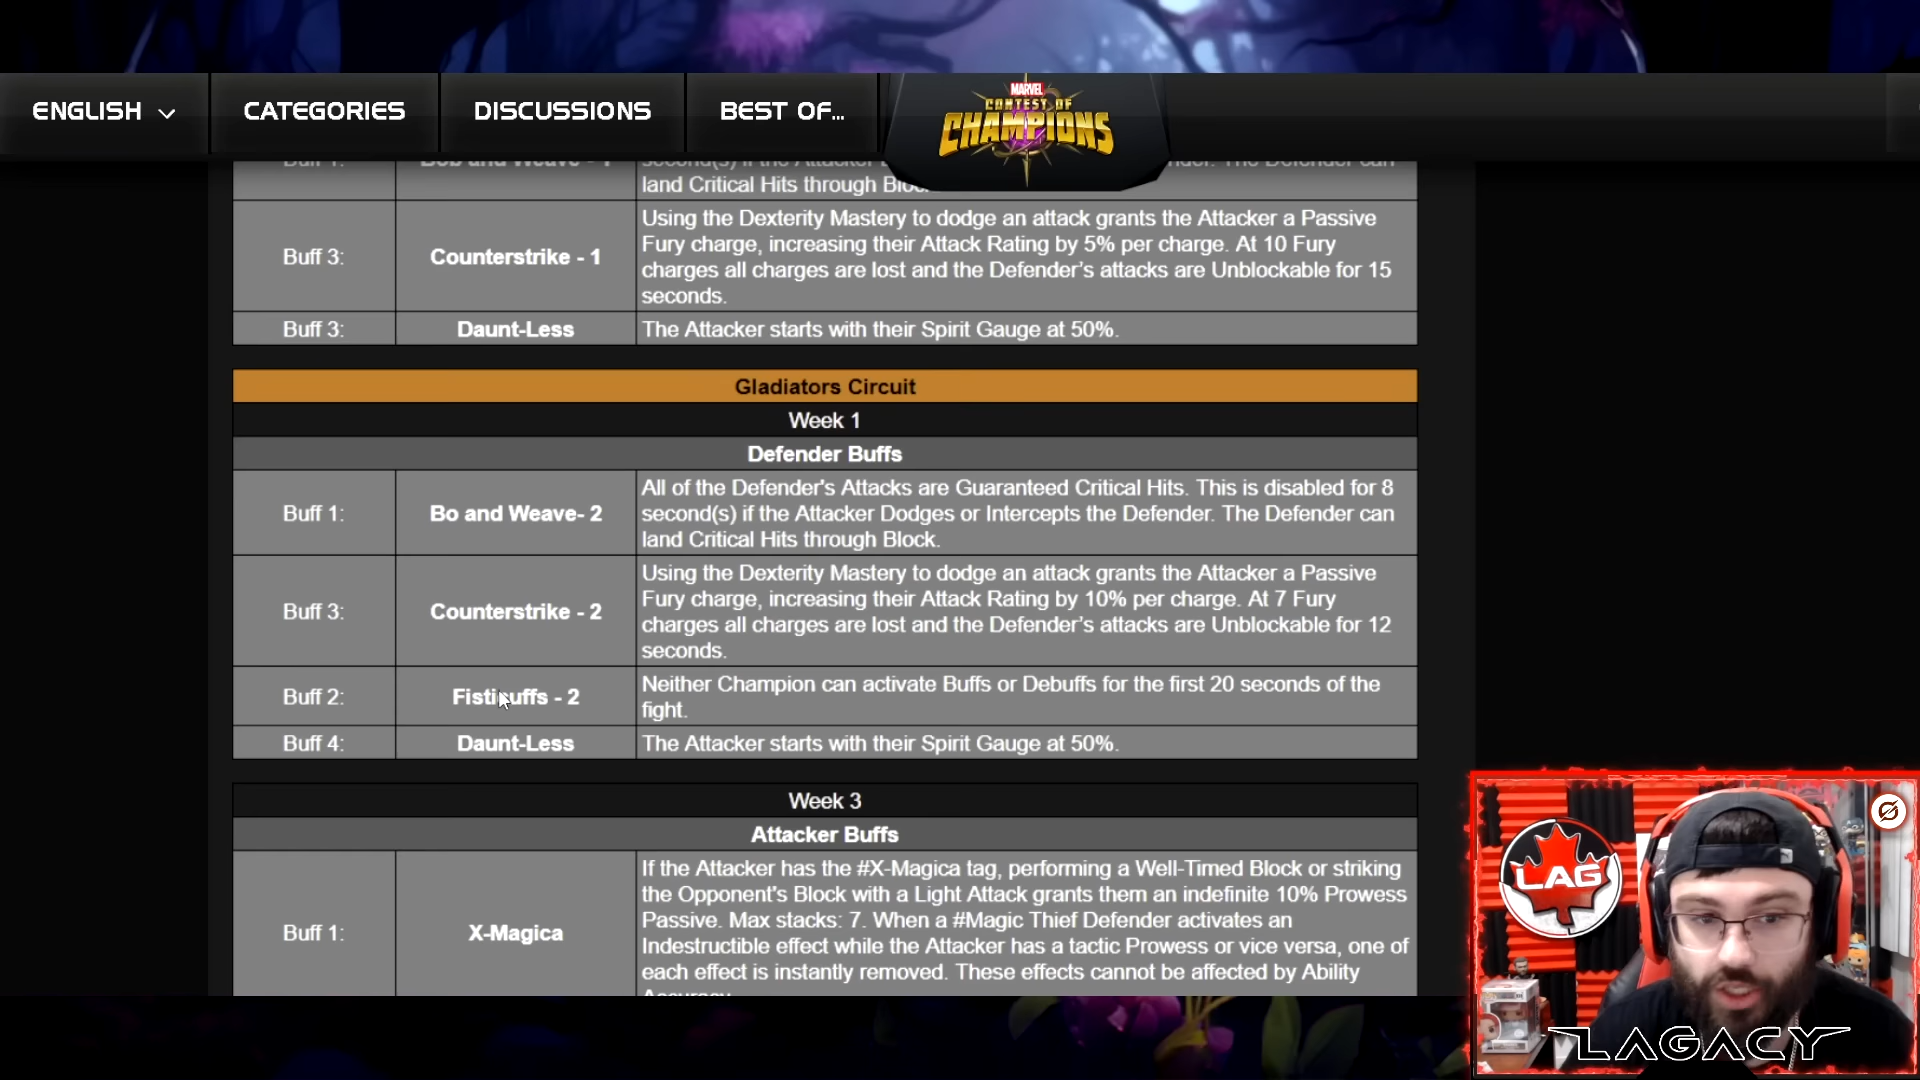 ENGLISH
CATEGORIES
DISCUSSIONS
BEST OF...
MARVEL
CONTEST OF
CHAMPIONS
Buff 1:
Bob and Weave - 1
second(s) if the Attacker
The Defender can
land Critical Hits through
Buff 3:
Counterstrike - 1
Using the Dexterity Mastery to dodge an attack grants the Attacker a Passive
Fury charge, increasing their Attack Rating by 5% per charge. At 10 Fury
charges all charges are lost and the Defender's attacks are Unblockable for 15
seconds.
Buff 3:
Daunt-Less
The Attacker starts with their Spirit Gauge at 50%.
Gladiators Circuit
Week 1
Defender Buffs
Buff 1:
Bo and Weave- 2
All of the Defender's Attacks are Guaranteed Critical Hits. This is disabled for 8
second(s) if the Attacker Dodges or Intercepts the Defender. The Defender can
land Critical Hits through Block.
Buff 3:
Counterstrike - 2
Using the Dexterity Mastery to dodge an attack grants the Attacker a Passive
Fury charge, increasing their Attack Rating by 10% per charge. At 7 Fury
charges all charges are lost and the Defender's attacks are Unblockable for 12
seconds.
Buff 2:
Fisticuffs - 2
Neither Champion can activate Buffs or Debuffs for the first 20 seconds of the
fight.
Buff 4:
Daunt-Less
The Attacker starts with their Spirit Gauge at 50%.
Week 3
Attacker Buffs
Buff 1:
X-Magica
If the Attacker has the #X-Magica tag, performing a Well-Timed Block or striking
the Opponent's Block with a Light Attack grants them an indefinite 10% Prowess
Passive. Max stacks: 7. When a #Magic Thief Defender activates an
Indestructible effect while the Attacker has a tactic Prowess or vice versa, one of
each effect is instantly removed. These effects cannot be affected by Ability
LAG
LAGACY